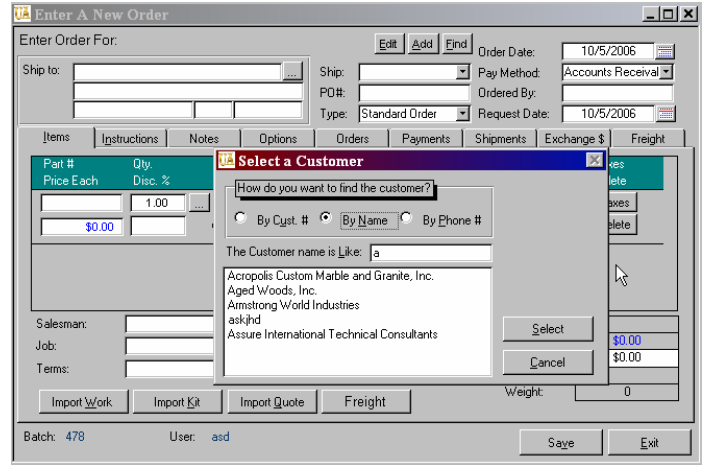 Enter A New Order
Enter Order For:
Edit Add Find
Order Date: 10/5/2006
Ship to: ...
Ship:
Pay Method: Accounts Receival
PO#:
Ordered By:
Type: Standard Order
Request Date: 10/5/2006
Items Instructions Notes Options Orders Payments Shipments Exchange $ Freight
Part # Qty.
Price Each Disc. %
1.00 ...
$0.00
Select a Customer
How do you want to find the customer?
By Cust. # By Name By Phone #
The Customer name is Like: a
Acropolis Custom Marble and Granite, Inc.
Aged Woods, Inc.
Armstrong World Industries
askjhd
Assure International Technical Consultants
Select
Cancel
xes
lete
axes
elete
Salesman:
Job:
Terms:
$0.00
$0.00
Weight: 0
Import Work Import Kit Import Quote Freight
Batch: 478 User: asd
Save Exit